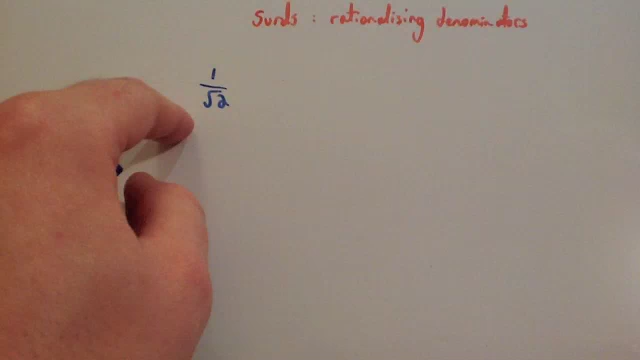 Surds : rationalising denominators
1
√2